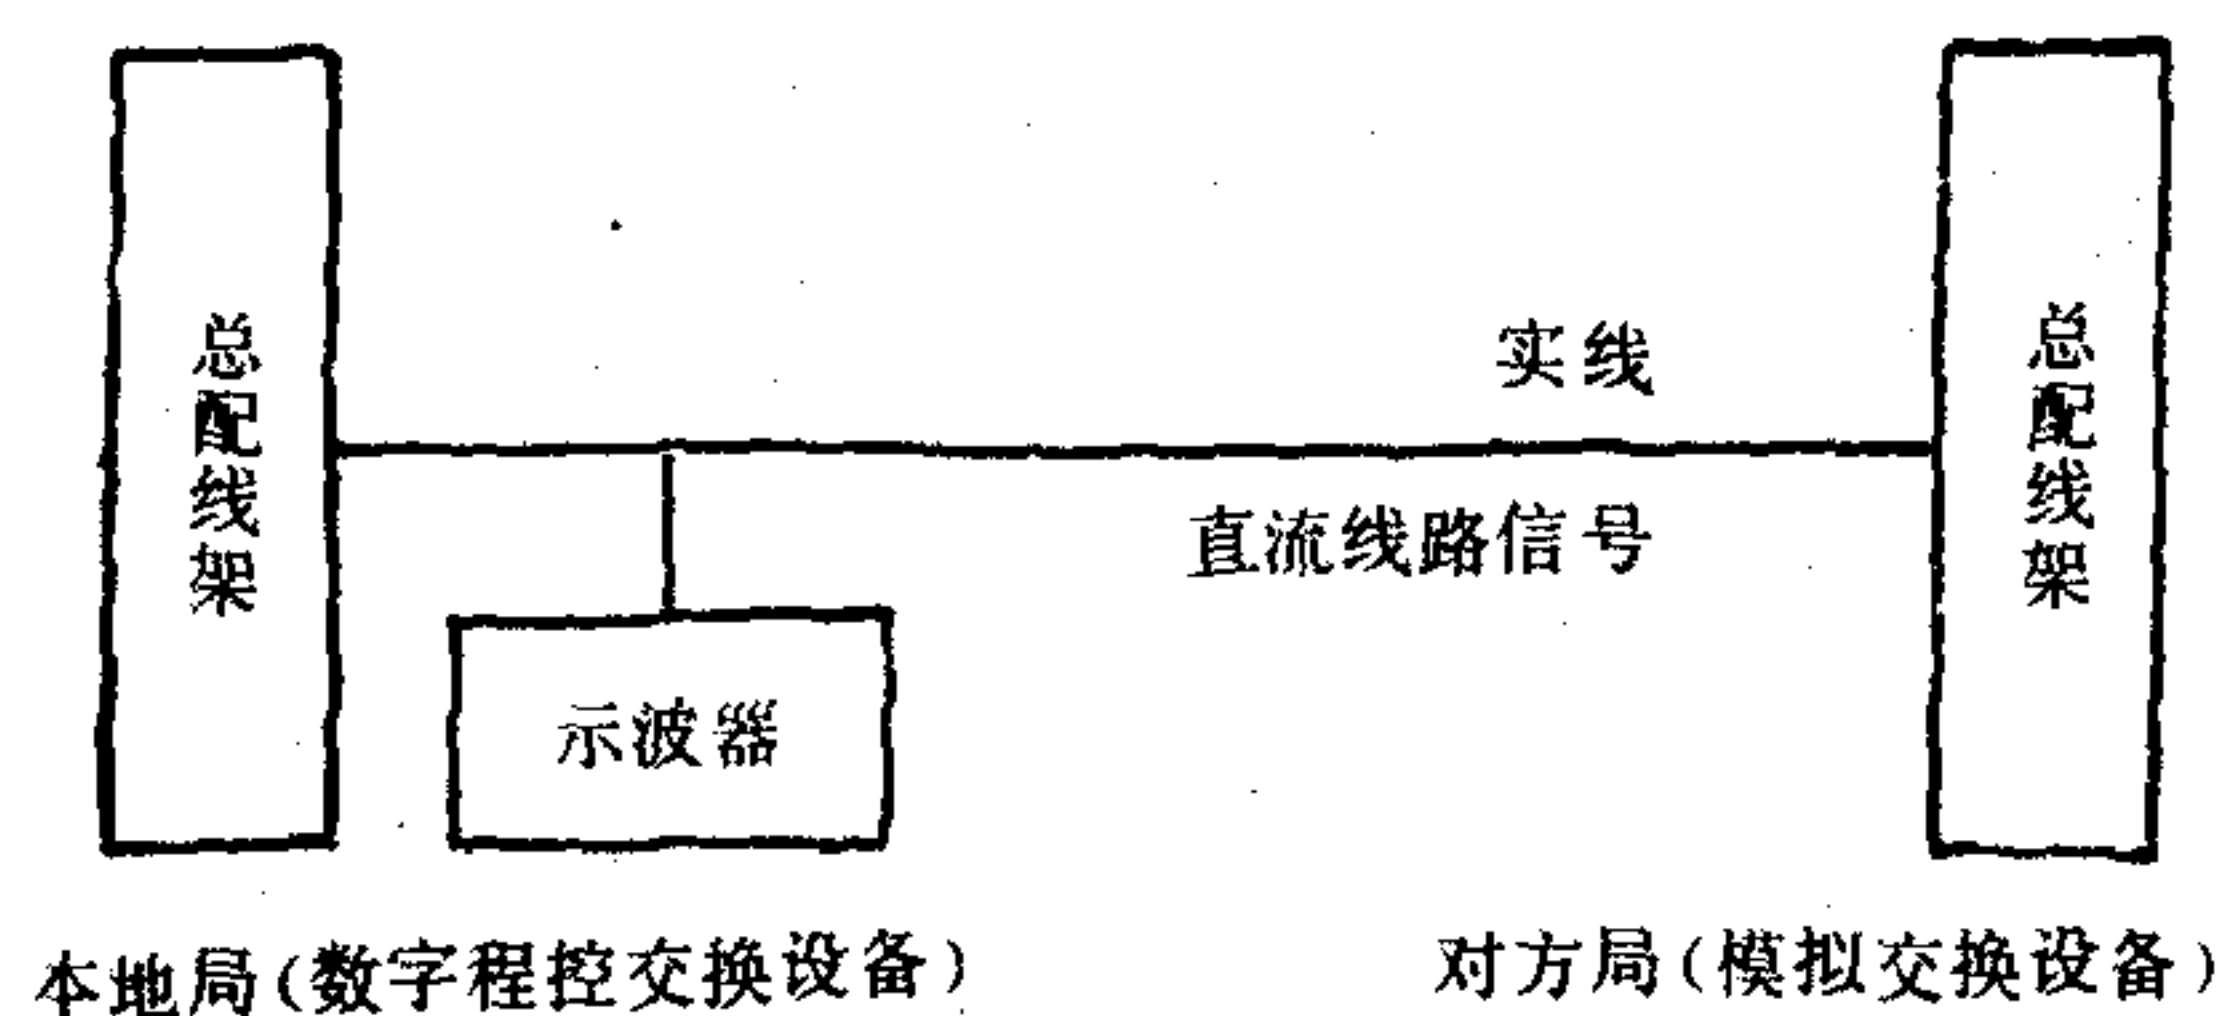 总配线架
实线
总配线架
直流线路信号
示波器
本地局(数字程控交换设备)
对方局(模拟交换设备)